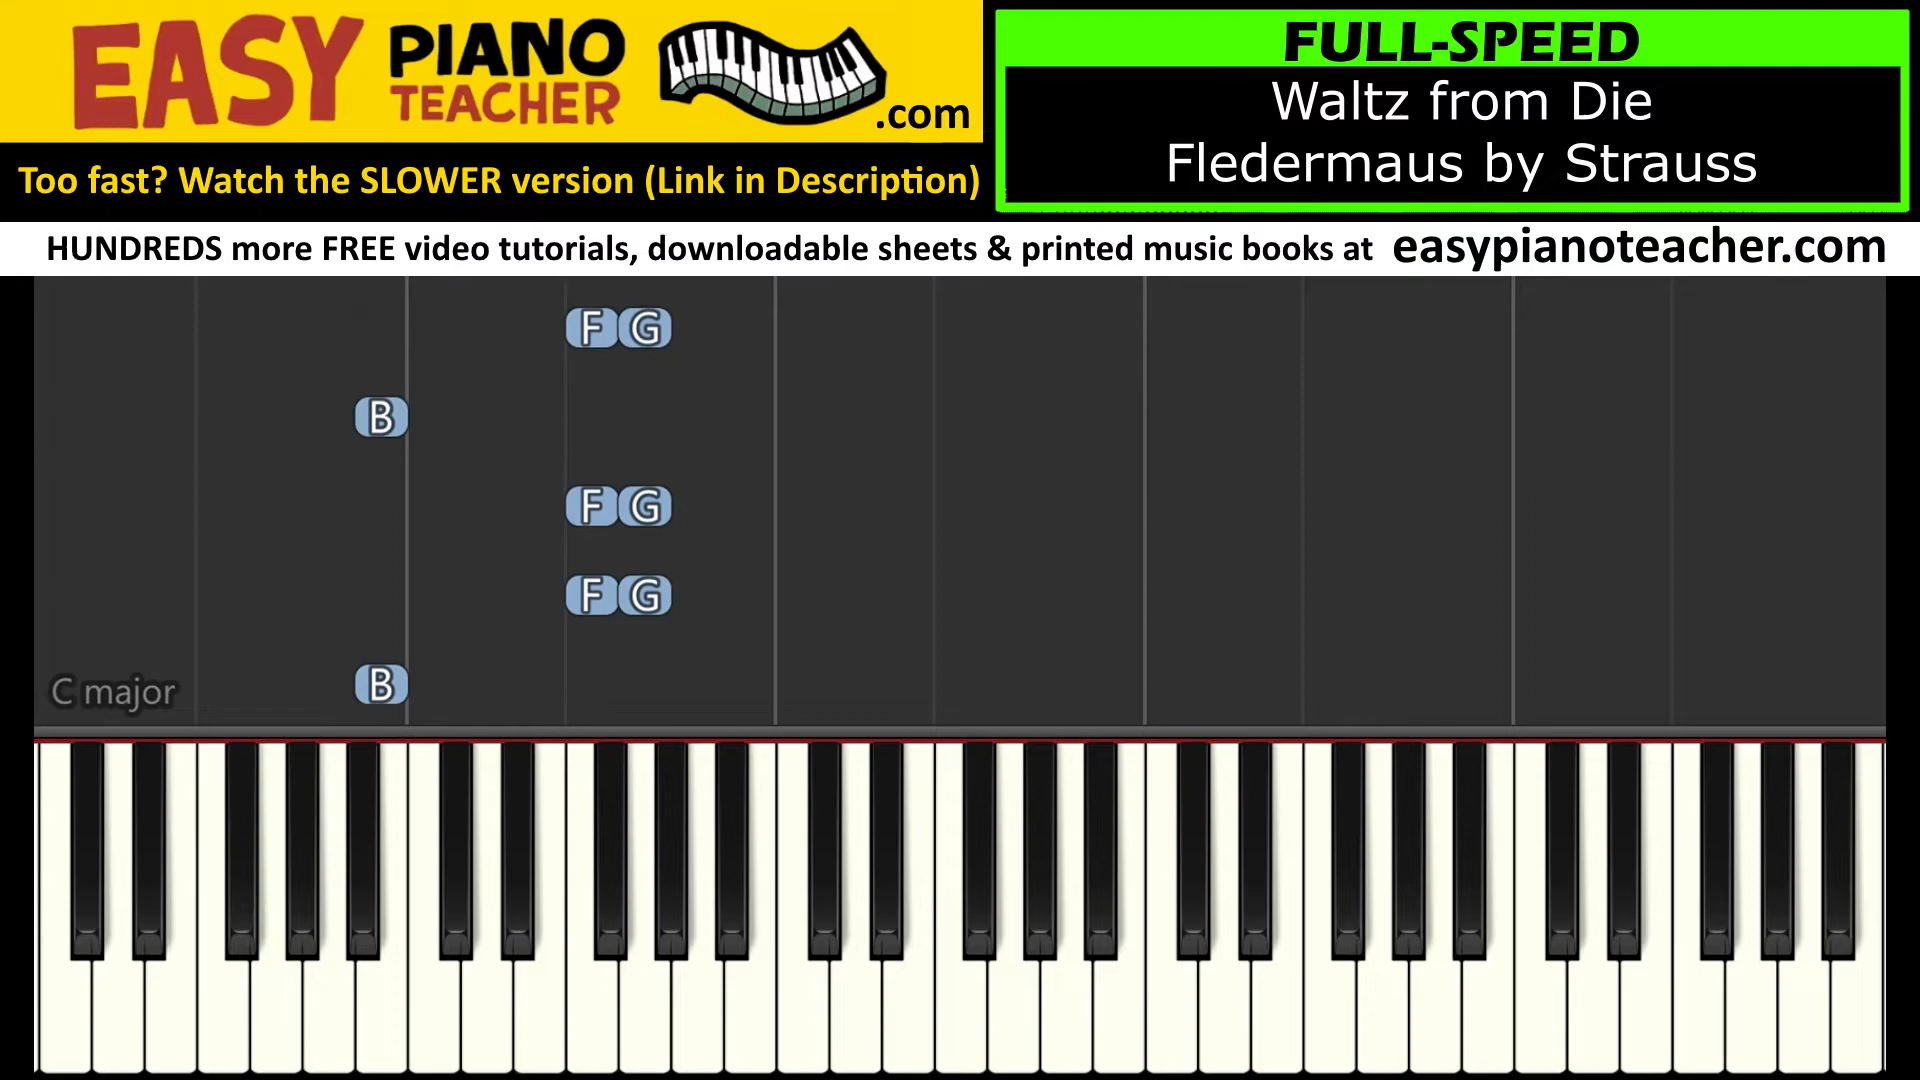 EASY PIANO TEACHER .com
Too fast? Watch the SLOWER version (Link in Description)
FULL-SPEED
Waltz from Die
Fledermaus by Strauss
HUNDREDS more FREE video tutorials, downloadable sheets & printed music books at easypianoteacher.com
F G
B
F G
F G
C major
B